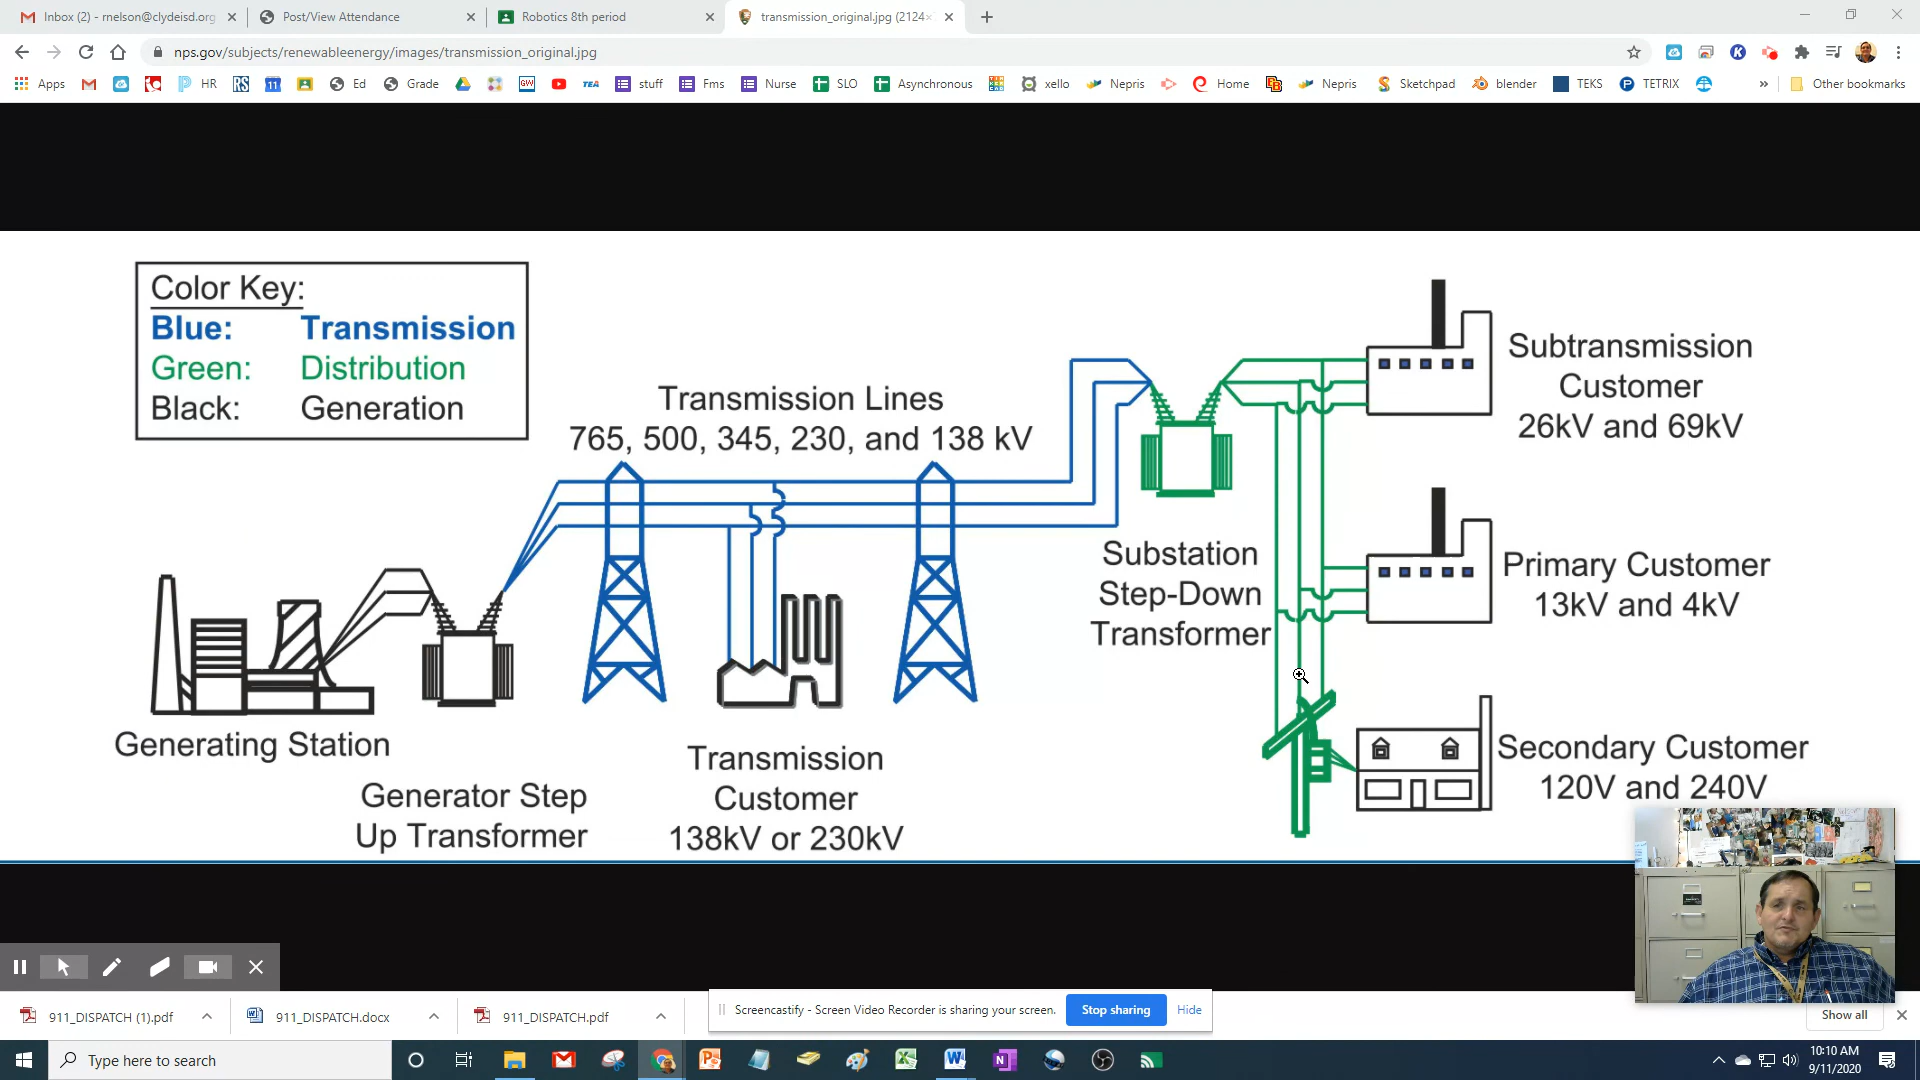 Inbox (2) - rnelson@clydeisd.org
Post/View Attendance
Robotics 8th period
transmission_original.jpg (2124×
nps.gov/subjects/renewableenergy/images/transmission_original.jpg
Apps
HR
RS
11
Ed
Grade
GW
TEA
stuff
Fms
Nurse
SLO
Asynchronous
xello
Nepris
Home
Nepris
Sketchpad
blender
TEKS
TETRIX
»
Other bookmarks
Color Key:
Blue: Transmission
Green: Distribution
Black: Generation
Transmission Lines
765, 500, 345, 230, and 138 kV
Subtransmission
Customer
26kV and 69kV
Substation
Step-Down
Transformer
Primary Customer
13kV and 4kV
Generating Station
Generator Step
Up Transformer
Transmission
Customer
138kV or 230kV
Secondary Customer
120V and 240V
911_DISPATCH (1).pdf
911_DISPATCH.docx
911_DISPATCH.pdf
Screencastify - Screen Video Recorder is sharing your screen.
Stop sharing
Hide
Show all
Type here to search
10:10 AM
9/11/2020